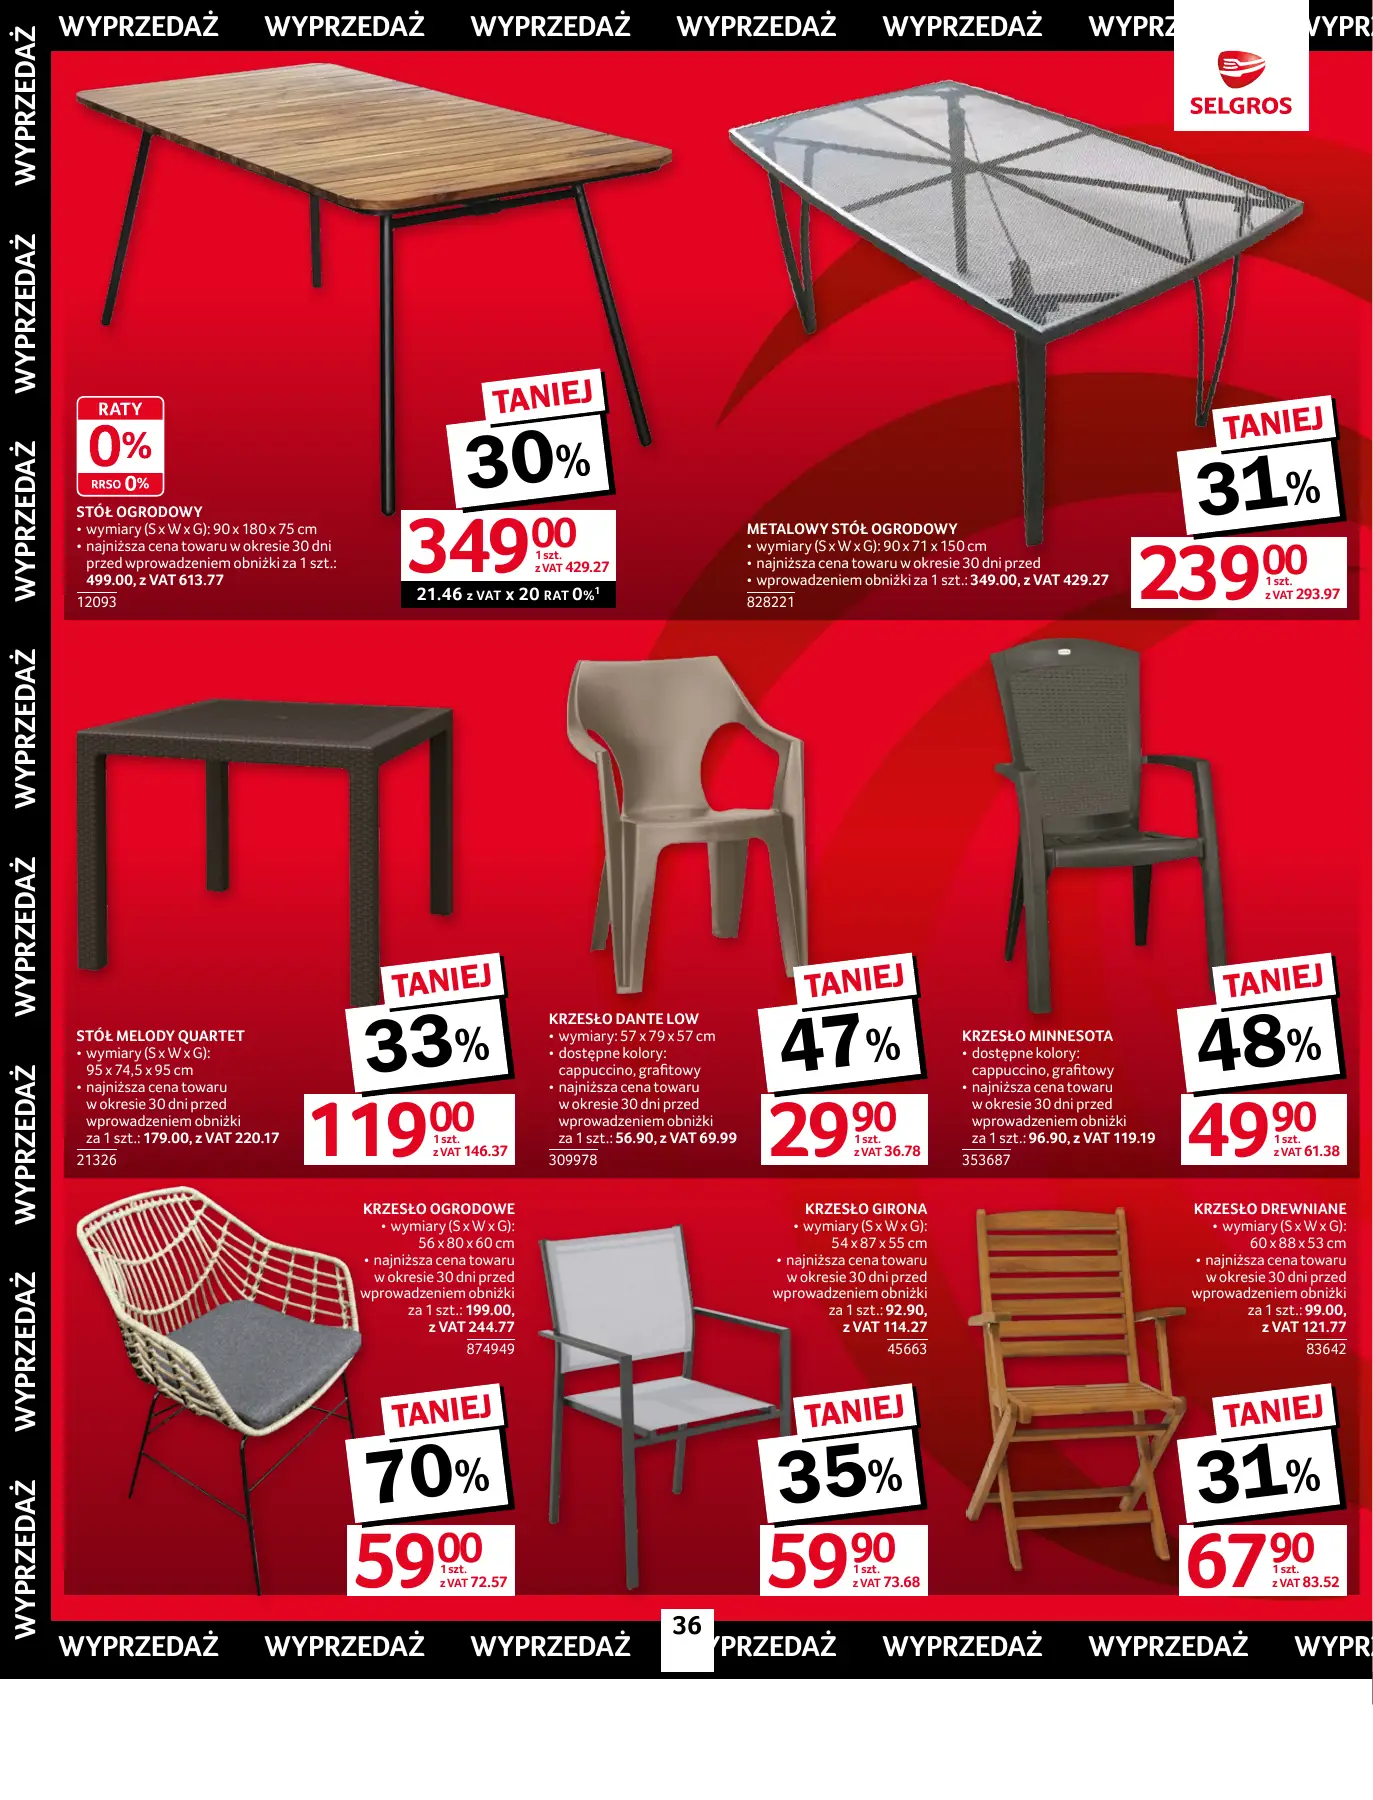 WYPRZEDAŻ WYPRZEDAŻ WYPRZEDAŻ WYPRZEDAŻ WYPRZEDAŻ WYPRZ WYPR
SELGROS
WYPRZEDAŻ
WYPRZEDAŻ
WYPRZEDAŻ
WYPRZEDAŻ
WYPRZEDAŻ
WYPRZEDAŻ
WYPRZEDAŻ
WYPRZEDAŻ
RATY
0%
RRSO 0%
STÓŁ OGRODOWY
• wymiary (S x W x G): 90 x 180 x 75 cm
• najniższa cena towaru w okresie 30 dni
przed wprowadzeniem obniżki za 1 szt.:
499.00, z VAT 613.77
12093
TANIEJ
30%
349 00
1 szt.
z VAT 429.27
21.46 z VAT x 20 RAT 0%¹
METALOWY STÓŁ OGRODOWY
• wymiary (S x W x G): 90 x 71 x 150 cm
• najniższa cena towaru w okresie 30 dni przed
• wprowadzeniem obniżki za 1 szt.: 349.00, z VAT 429.27
828221
TANIEJ
31%
239 00
1 szt.
z VAT 293.97
STÓŁ MELODY QUARTET
• wymiary (S x W x G):
95 x 74,5 x 95 cm
• najniższa cena towaru
w okresie 30 dni przed
wprowadzeniem obniżki
za 1 szt.: 179.00, z VAT 220.17
21326
TANIEJ
33%
119 00
1 szt.
z VAT 146.37
KRZESŁO DANTE LOW
• wymiary: 57 x 79 x 57 cm
• dostępne kolory:
cappuccino, grafitowy
• najniższa cena towaru
w okresie 30 dni przed
wprowadzeniem obniżki
za 1 szt.: 56.90, z VAT 69.99
309978
TANIEJ
47%
29 90
1 szt.
z VAT 36.78
KRZESŁO MINNESOTA
• dostępne kolory:
cappuccino, grafitowy
• najniższa cena towaru
w okresie 30 dni przed
wprowadzeniem obniżki
za 1 szt.: 96.90, z VAT 119.19
353687
TANIEJ
48%
49 90
1 szt.
z VAT 61.38
KRZESŁO OGRODOWE
• wymiary (S x W x G):
56 x 80 x 60 cm
• najniższa cena towaru
w okresie 30 dni przed
wprowadzeniem obniżki
za 1 szt.: 199.00,
z VAT 244.77
874949
TANIEJ
70%
59 00
1 szt.
z VAT 72.57
KRZESŁO GIRONA
• wymiary (S x W x G):
54 x 87 x 55 cm
• najniższa cena towaru
w okresie 30 dni przed
wprowadzeniem obniżki
za 1 szt.: 92.90,
z VAT 114.27
45663
TANIEJ
35%
59 90
1 szt.
z VAT 73.68
KRZESŁO DREWNIANE
• wymiary (S x W x G):
60 x 88 x 53 cm
• najniższa cena towaru
w okresie 30 dni przed
wprowadzeniem obniżki
za 1 szt.: 99.00,
z VAT 121.77
83642
TANIEJ
31%
67 90
1 szt.
z VAT 83.52
36
WYPRZEDAŻ WYPRZEDAŻ WYPRZEDAŻ YPRZEDAŻ WYPRZEDAŻ WYPRZEDAŻ WYPR